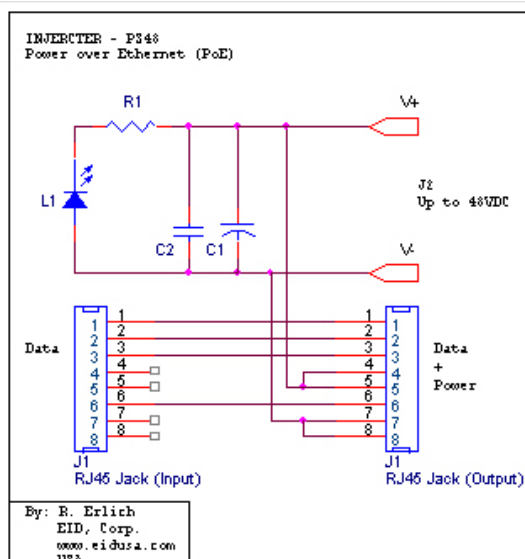 INJERCTER - PS48
Power over Ethernet (PoE)
R1
V+
J2
Up to 48VDC
L1
C2
C1
V-
Data
1 1
2 2
3 3
4 4
5 5
6 6
7 7
8 8
J1
RJ45 Jack (Input)
1 1
2 2
3 3
4 4
5 5
6 6
7 7
8 8
Data
+
Power
J1
RJ45 Jack (Output)
By: R. Erlich
EID, Corp.
www.eidusa.com
USA